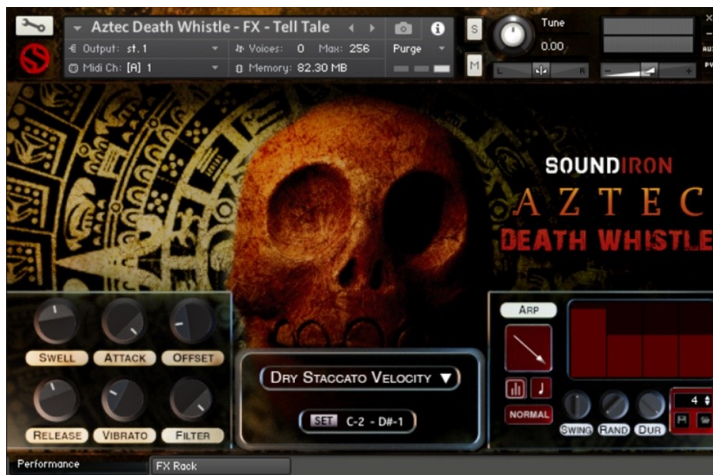 Aztec Death Whistle - FX - Tell Tale
Output: st.1 Voices: 0 Max: 256 Purge
Midi Ch: [A] 1 Memory: 82.30 MB
S
M
Tune
0.00
L R
- +
AUX
PV
SOUNDIRON
AZTEC
DEATH WHISTLE
SWELL ATTACK OFFSET
RELEASE VIBRATO FILTER
DRY STACCATO VELOCITY
SET C-2 - D#-1
ARP
NORMAL
SWING RAND DUR
4
Performance FX Rack